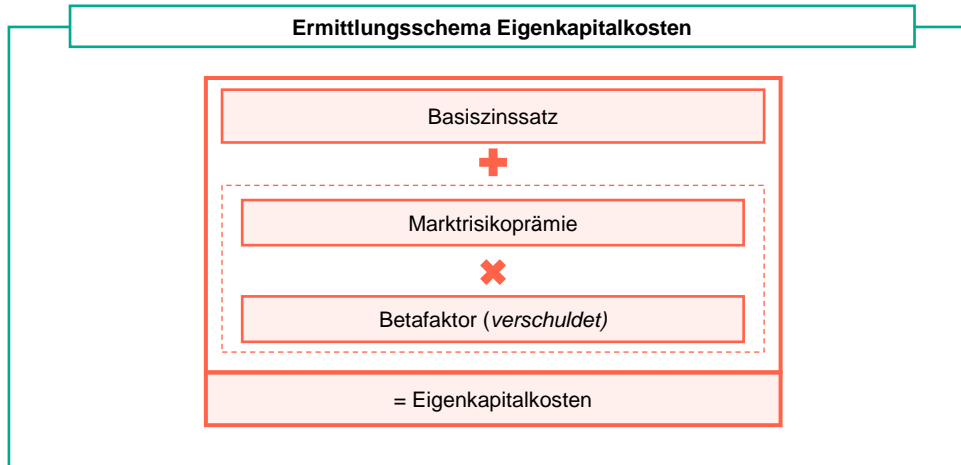 Ermittlungsschema Eigenkapitalkosten
Basiszinssatz
Marktrisikoprämie
Betafaktor (verschuldet)
= Eigenkapitalkosten